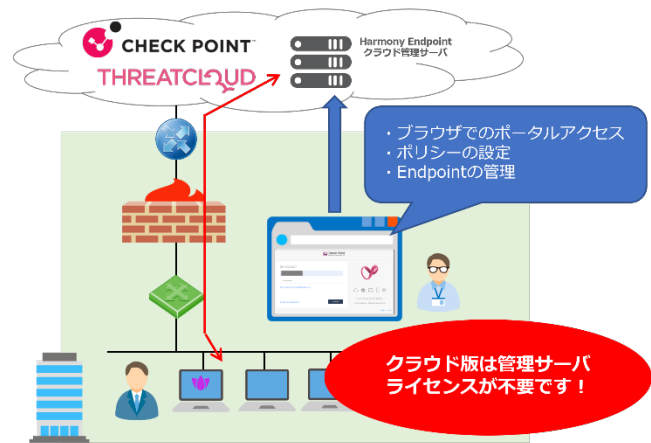 CHECK POINT™
THREATCLOUD
Harmony Endpoint
クラウド管理サーバ
・ブラウザでのポータルアクセス
・ポリシーの設定
・Endpointの管理
クラウド版は管理サーバ
ライセンスが不要です！